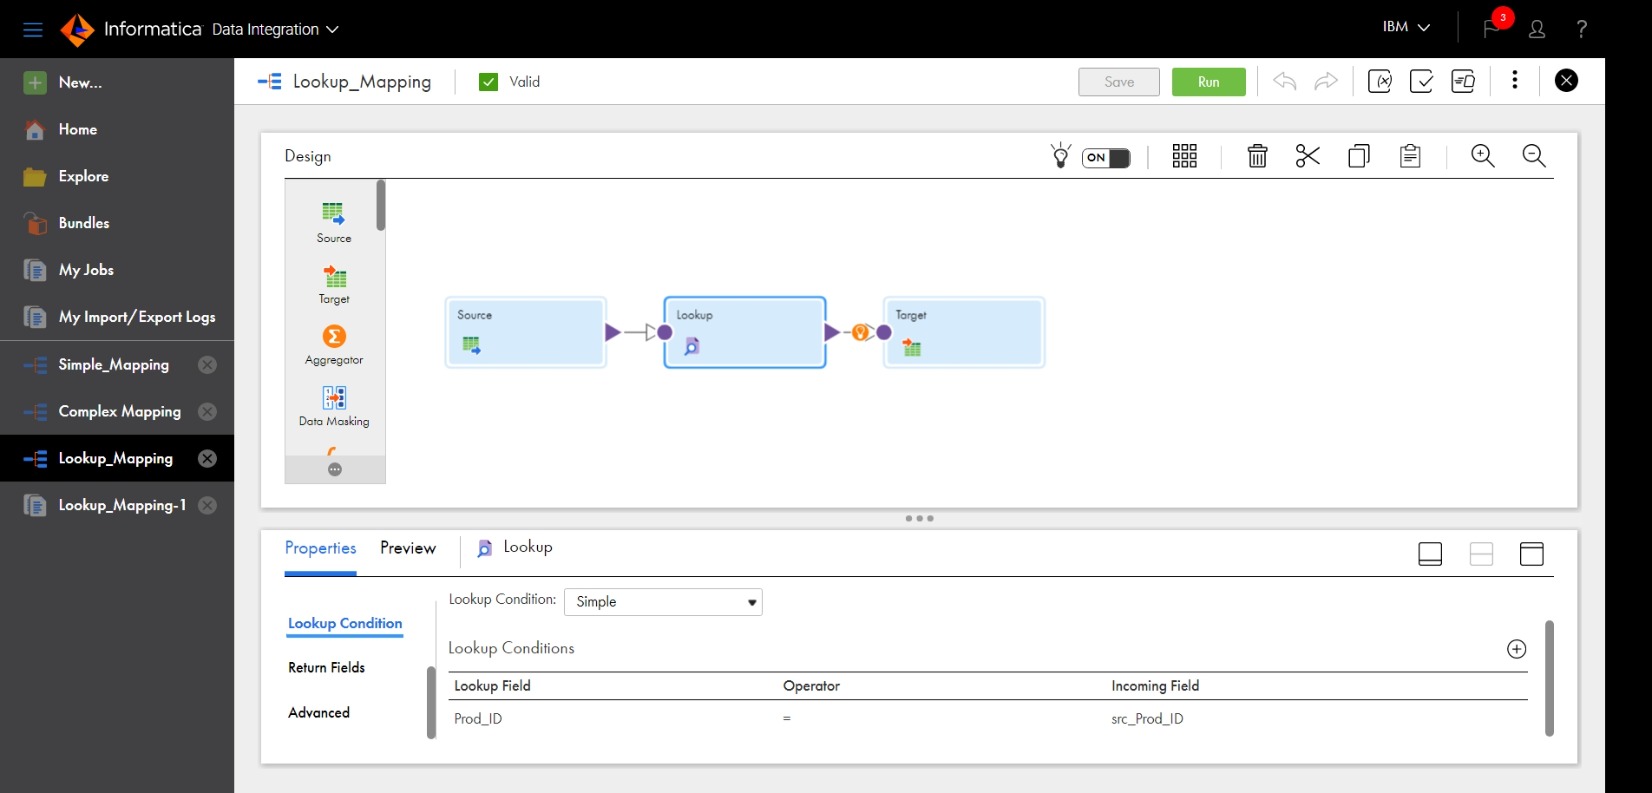 Informatica Data Integration
IBM
3
?
New...
Home
Explore
Bundles
My Jobs
My Import/Export Logs
Simple_Mapping
Complex Mapping
Lookup_Mapping
Lookup_Mapping-1
Lookup_Mapping
Valid
Save
Run
(x)
Design
ON
Source
Target
Aggregator
Data Masking
Source
Lookup
Target
Properties
Preview
Lookup
Lookup Condition
Return Fields
Advanced
Lookup Condition:
Simple
Lookup Conditions
Lookup Field
Operator
Incoming Field
Prod_ID
=
src_Prod_ID